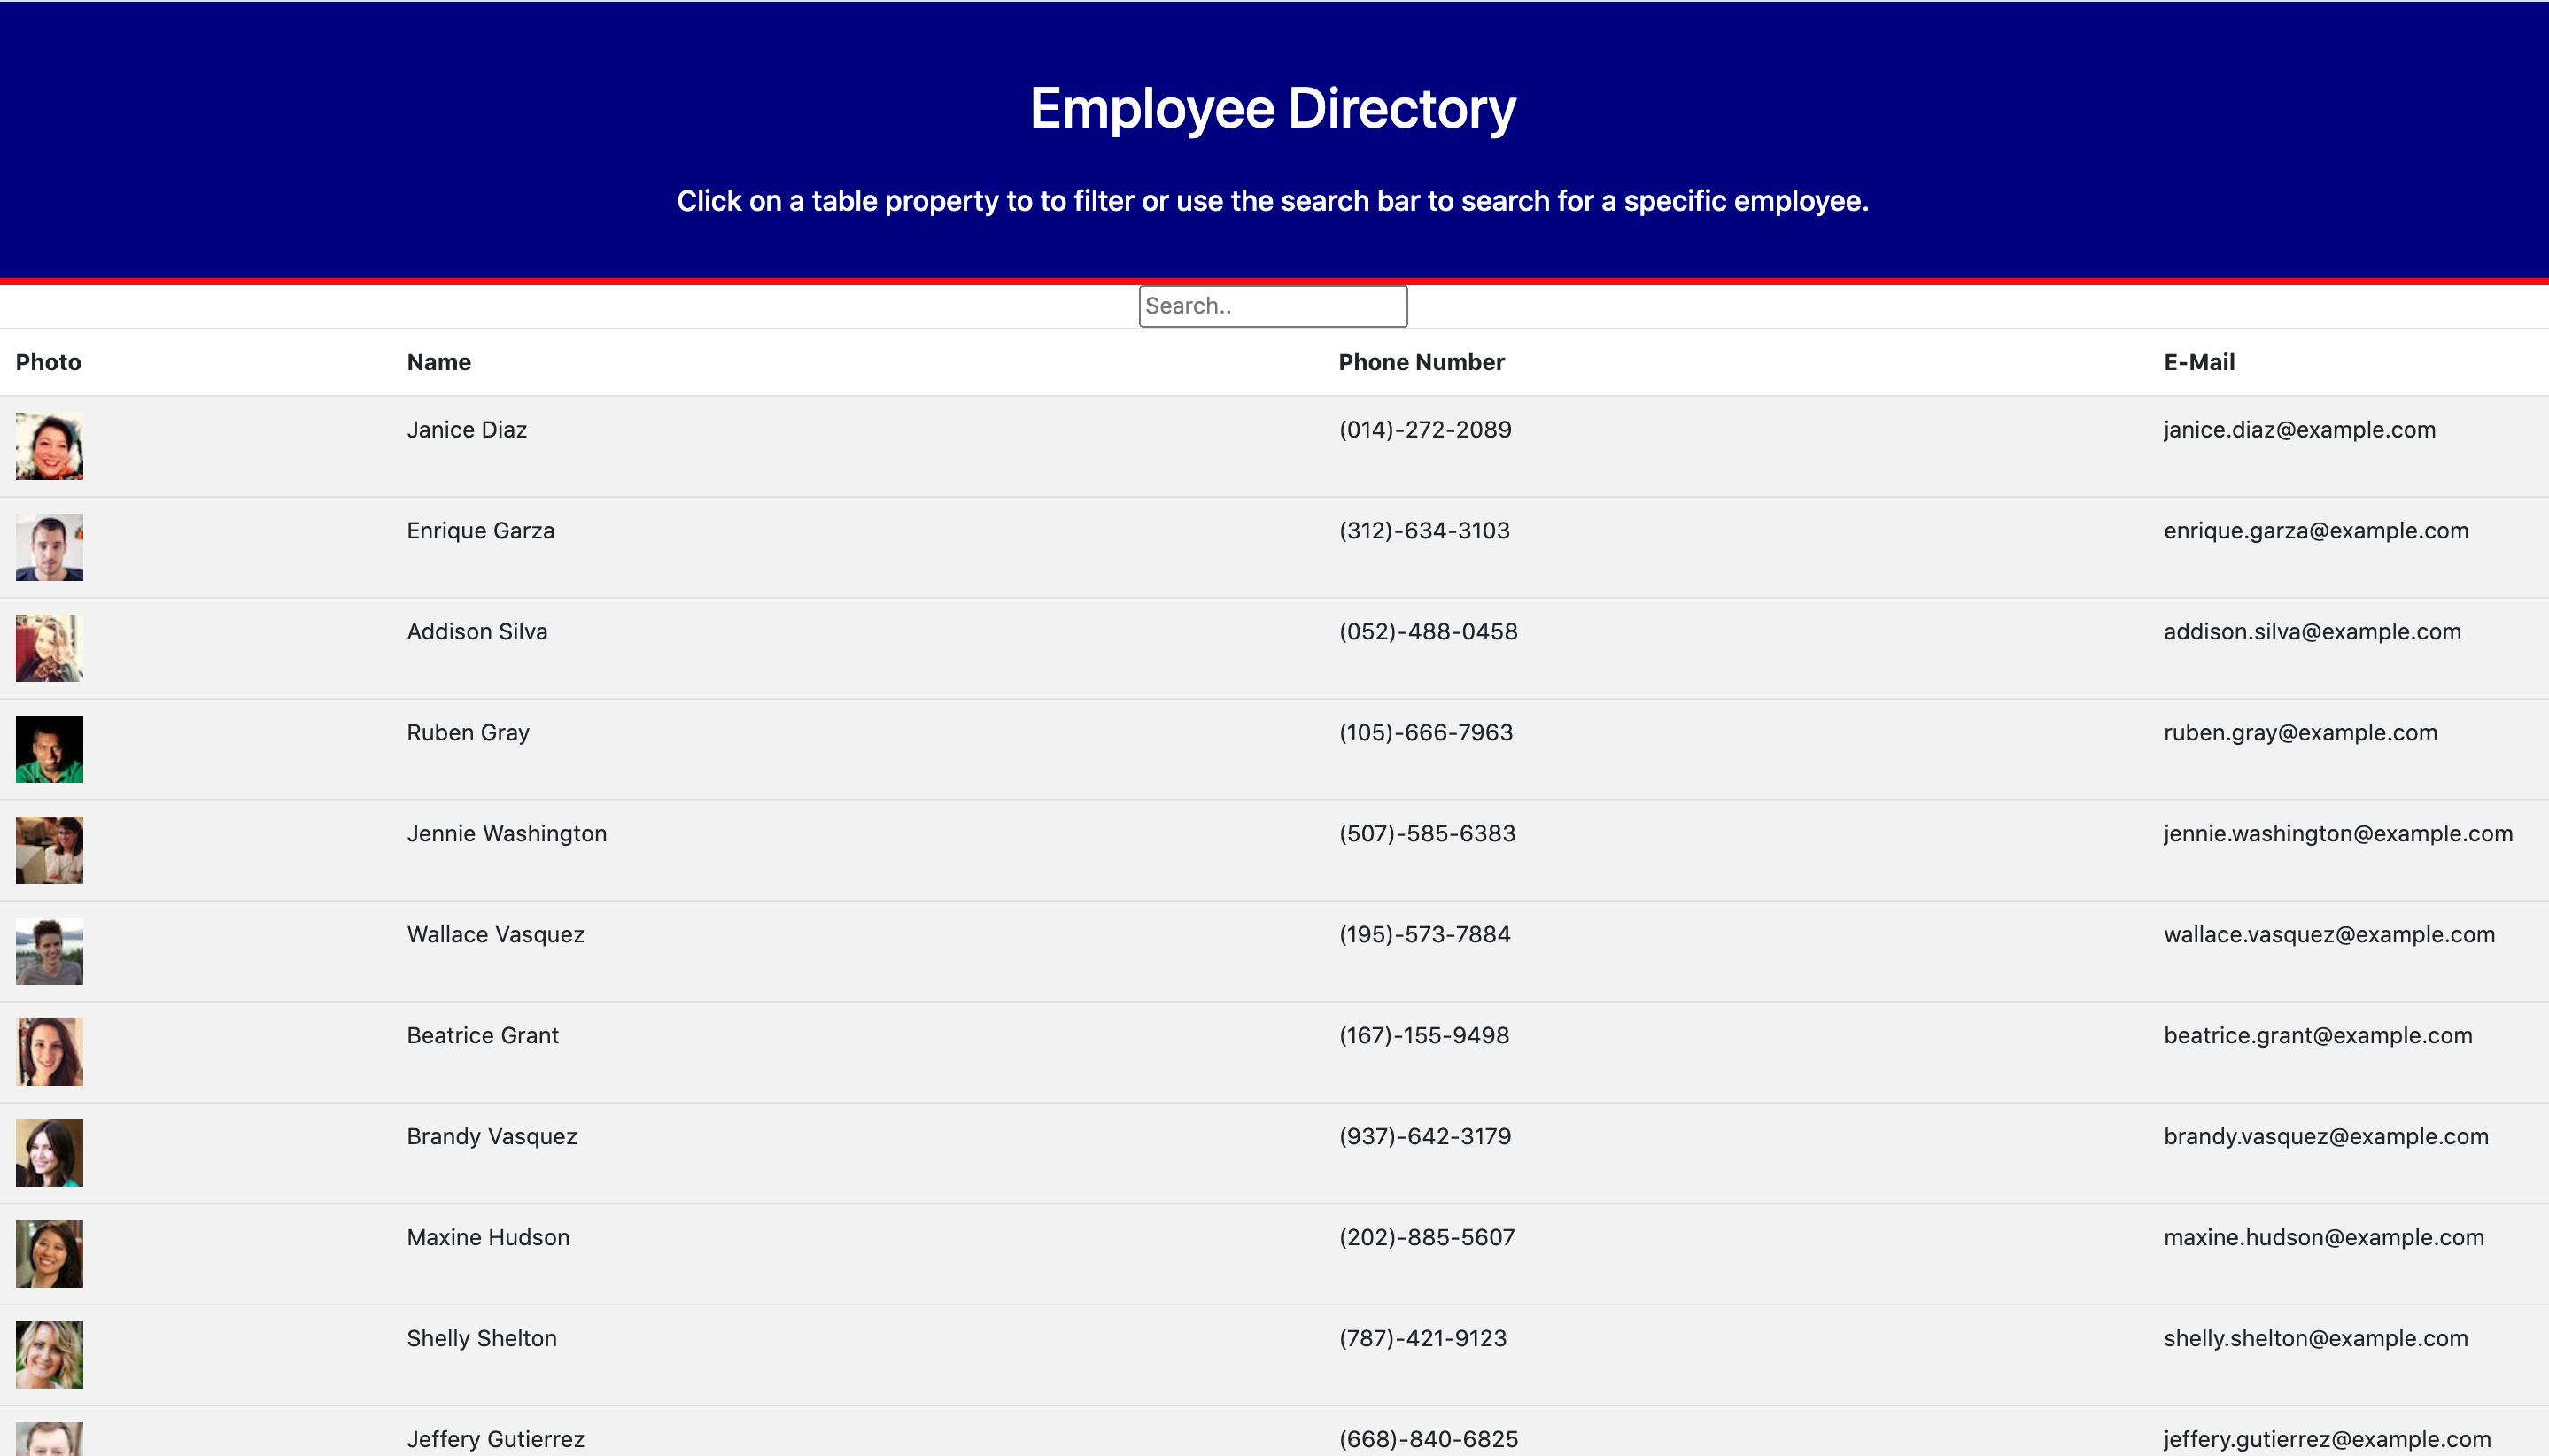 Employee Directory
Click on a table property to to filter or use the search bar to search for a specific employee.
Search..
Photo Name Phone Number E-Mail
Janice Diaz (014)-272-2089 janice.diaz@example.com
Enrique Garza (312)-634-3103 enrique.garza@example.com
Addison Silva (052)-488-0458 addison.silva@example.com
Ruben Gray (105)-666-7963 ruben.gray@example.com
Jennie Washington (507)-585-6383 jennie.washington@example.com
Wallace Vasquez (195)-573-7884 wallace.vasquez@example.com
Beatrice Grant (167)-155-9498 beatrice.grant@example.com
Brandy Vasquez (937)-642-3179 brandy.vasquez@example.com
Maxine Hudson (202)-885-5607 maxine.hudson@example.com
Shelly Shelton (787)-421-9123 shelly.shelton@example.com
Jeffery Gutierrez (668)-840-6825 jeffery.gutierrez@example.com